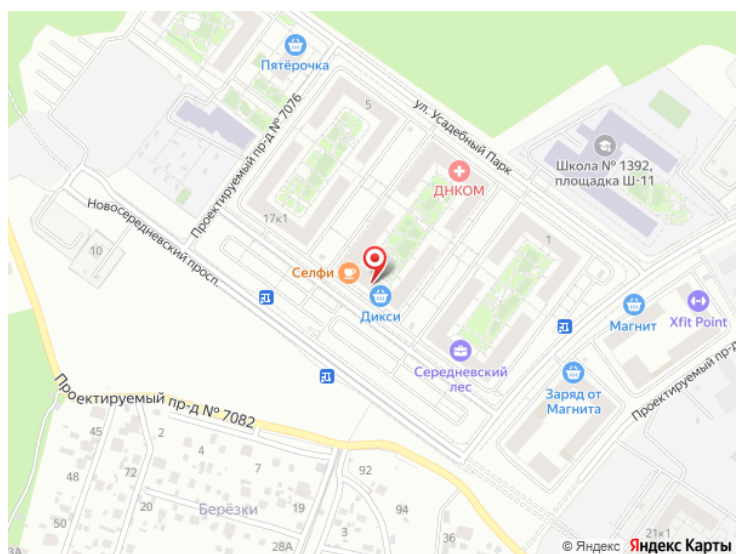 Пятёрочка
5
Проектируемый пр-д № 7076
ул. Усадебный Парк
Школа № 1392,
площадка Ш-11
ДНКОМ
17к1
Новосередневский просп.
10
1
Селфи
Дикси
Магнит
Xfit Point
Середневский
лес
Заряд от
Магнита
Проектируемый пр-д
Проектируемый пр-д № 7082
45
2
4
48
7
92
72
50
20
Берёзки
19
94
52
3
36
3А
28А
21к1
© Яндекс Яндекс Карты